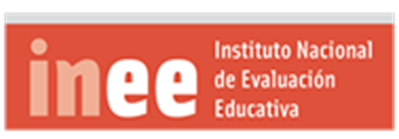 inee
Instituto Nacional
de Evaluación
Educativa